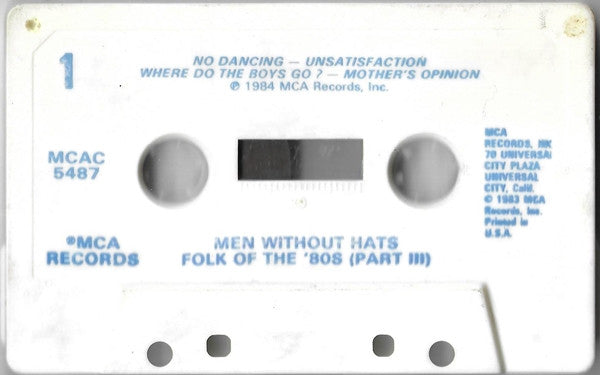 1
NO DANCING – UNSATISFACTION
WHERE DO THE BOYS GO? – MOTHER'S OPINION
℗ 1984 MCA Records, Inc.
MCAC
5487
MCA
RECORDS, INC.
70 UNIVERSAL
CITY PLAZA
UNIVERSAL
CITY, Calif.
© 1983 MCA
Records, Inc.
Printed in
U.S.A.
®MCA
RECORDS
MEN WITHOUT HATS
FOLK OF THE '80S (PART III)